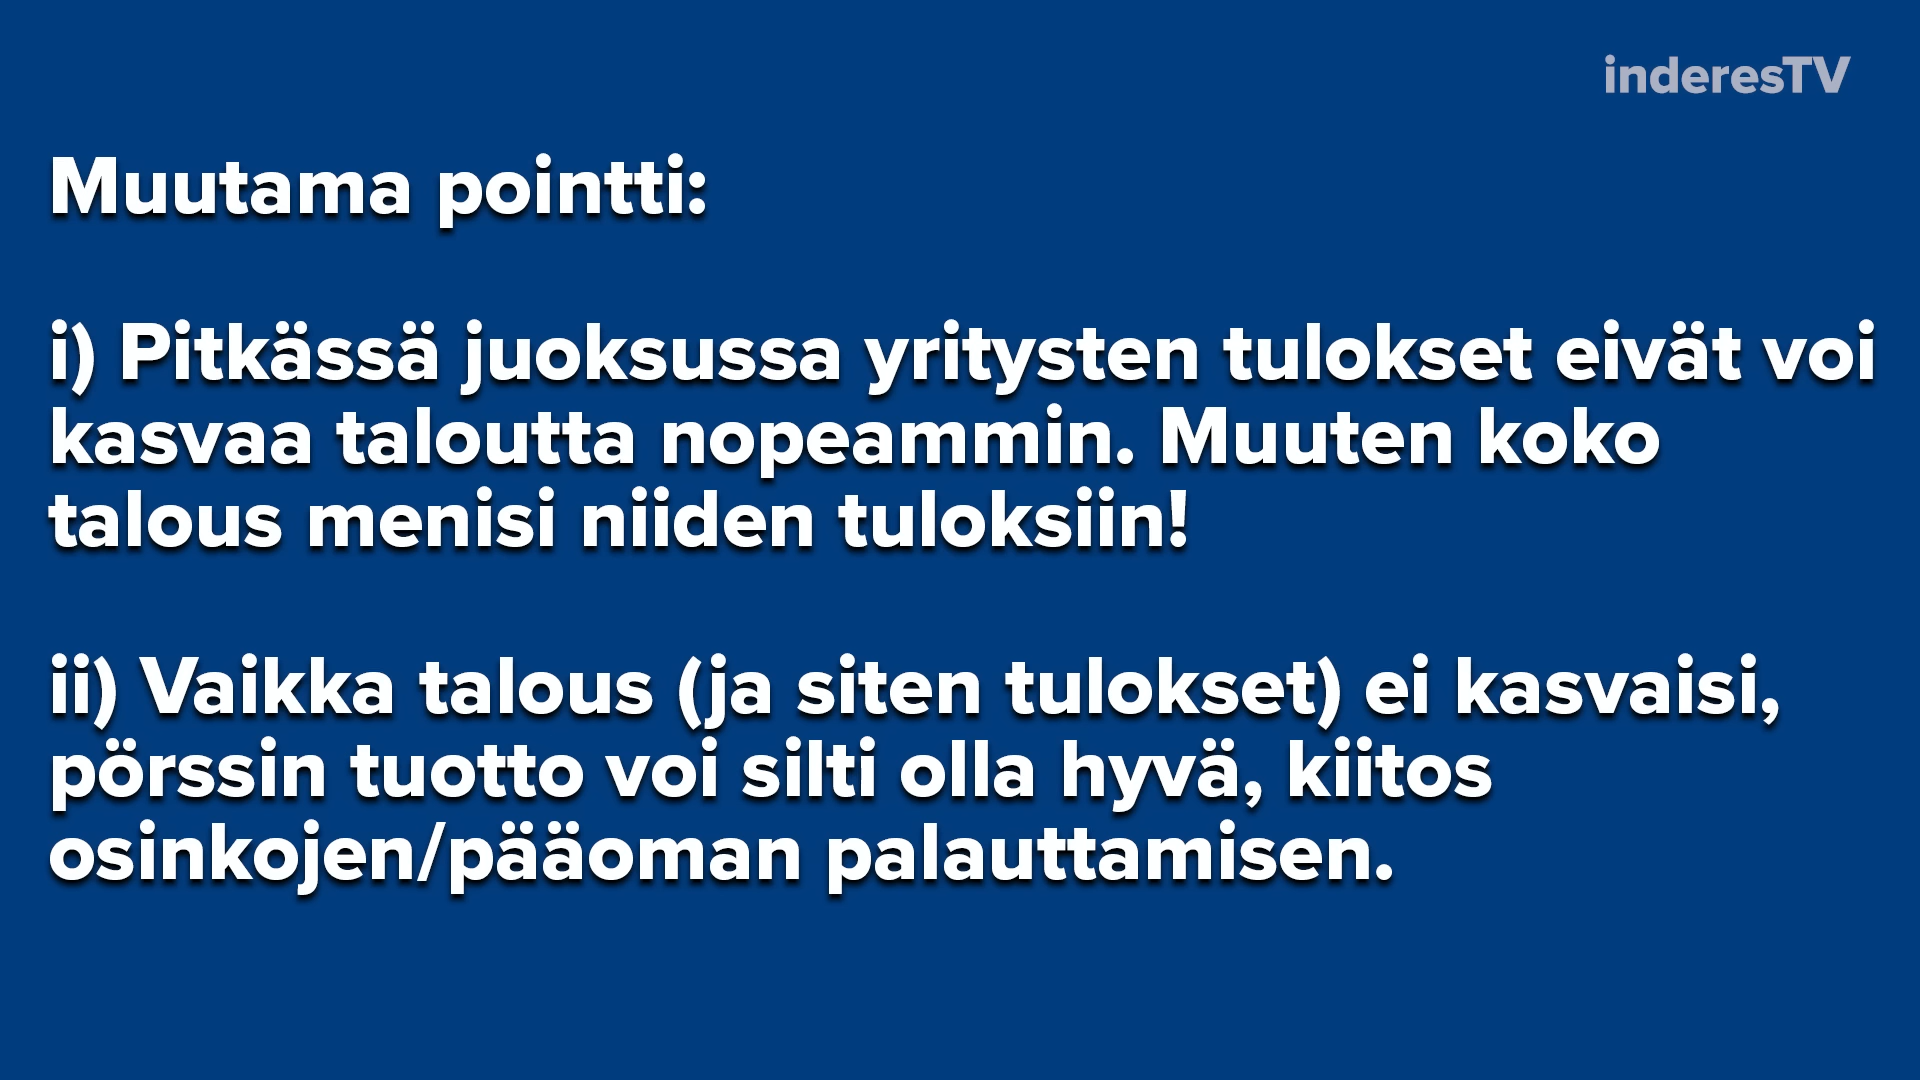 inderesTV
Muutama pointti:
i) Pitkässä juoksussa yritysten tulokset eivät voi
kasvaa taloutta nopeammin. Muuten koko
talous menisi niiden tuloksiin!
ii) Vaikka talous (ja siten tulokset) ei kasvaisi,
pörssin tuotto voi silti olla hyvä, kiitos
osinkojen/pääoman palauttamisen.